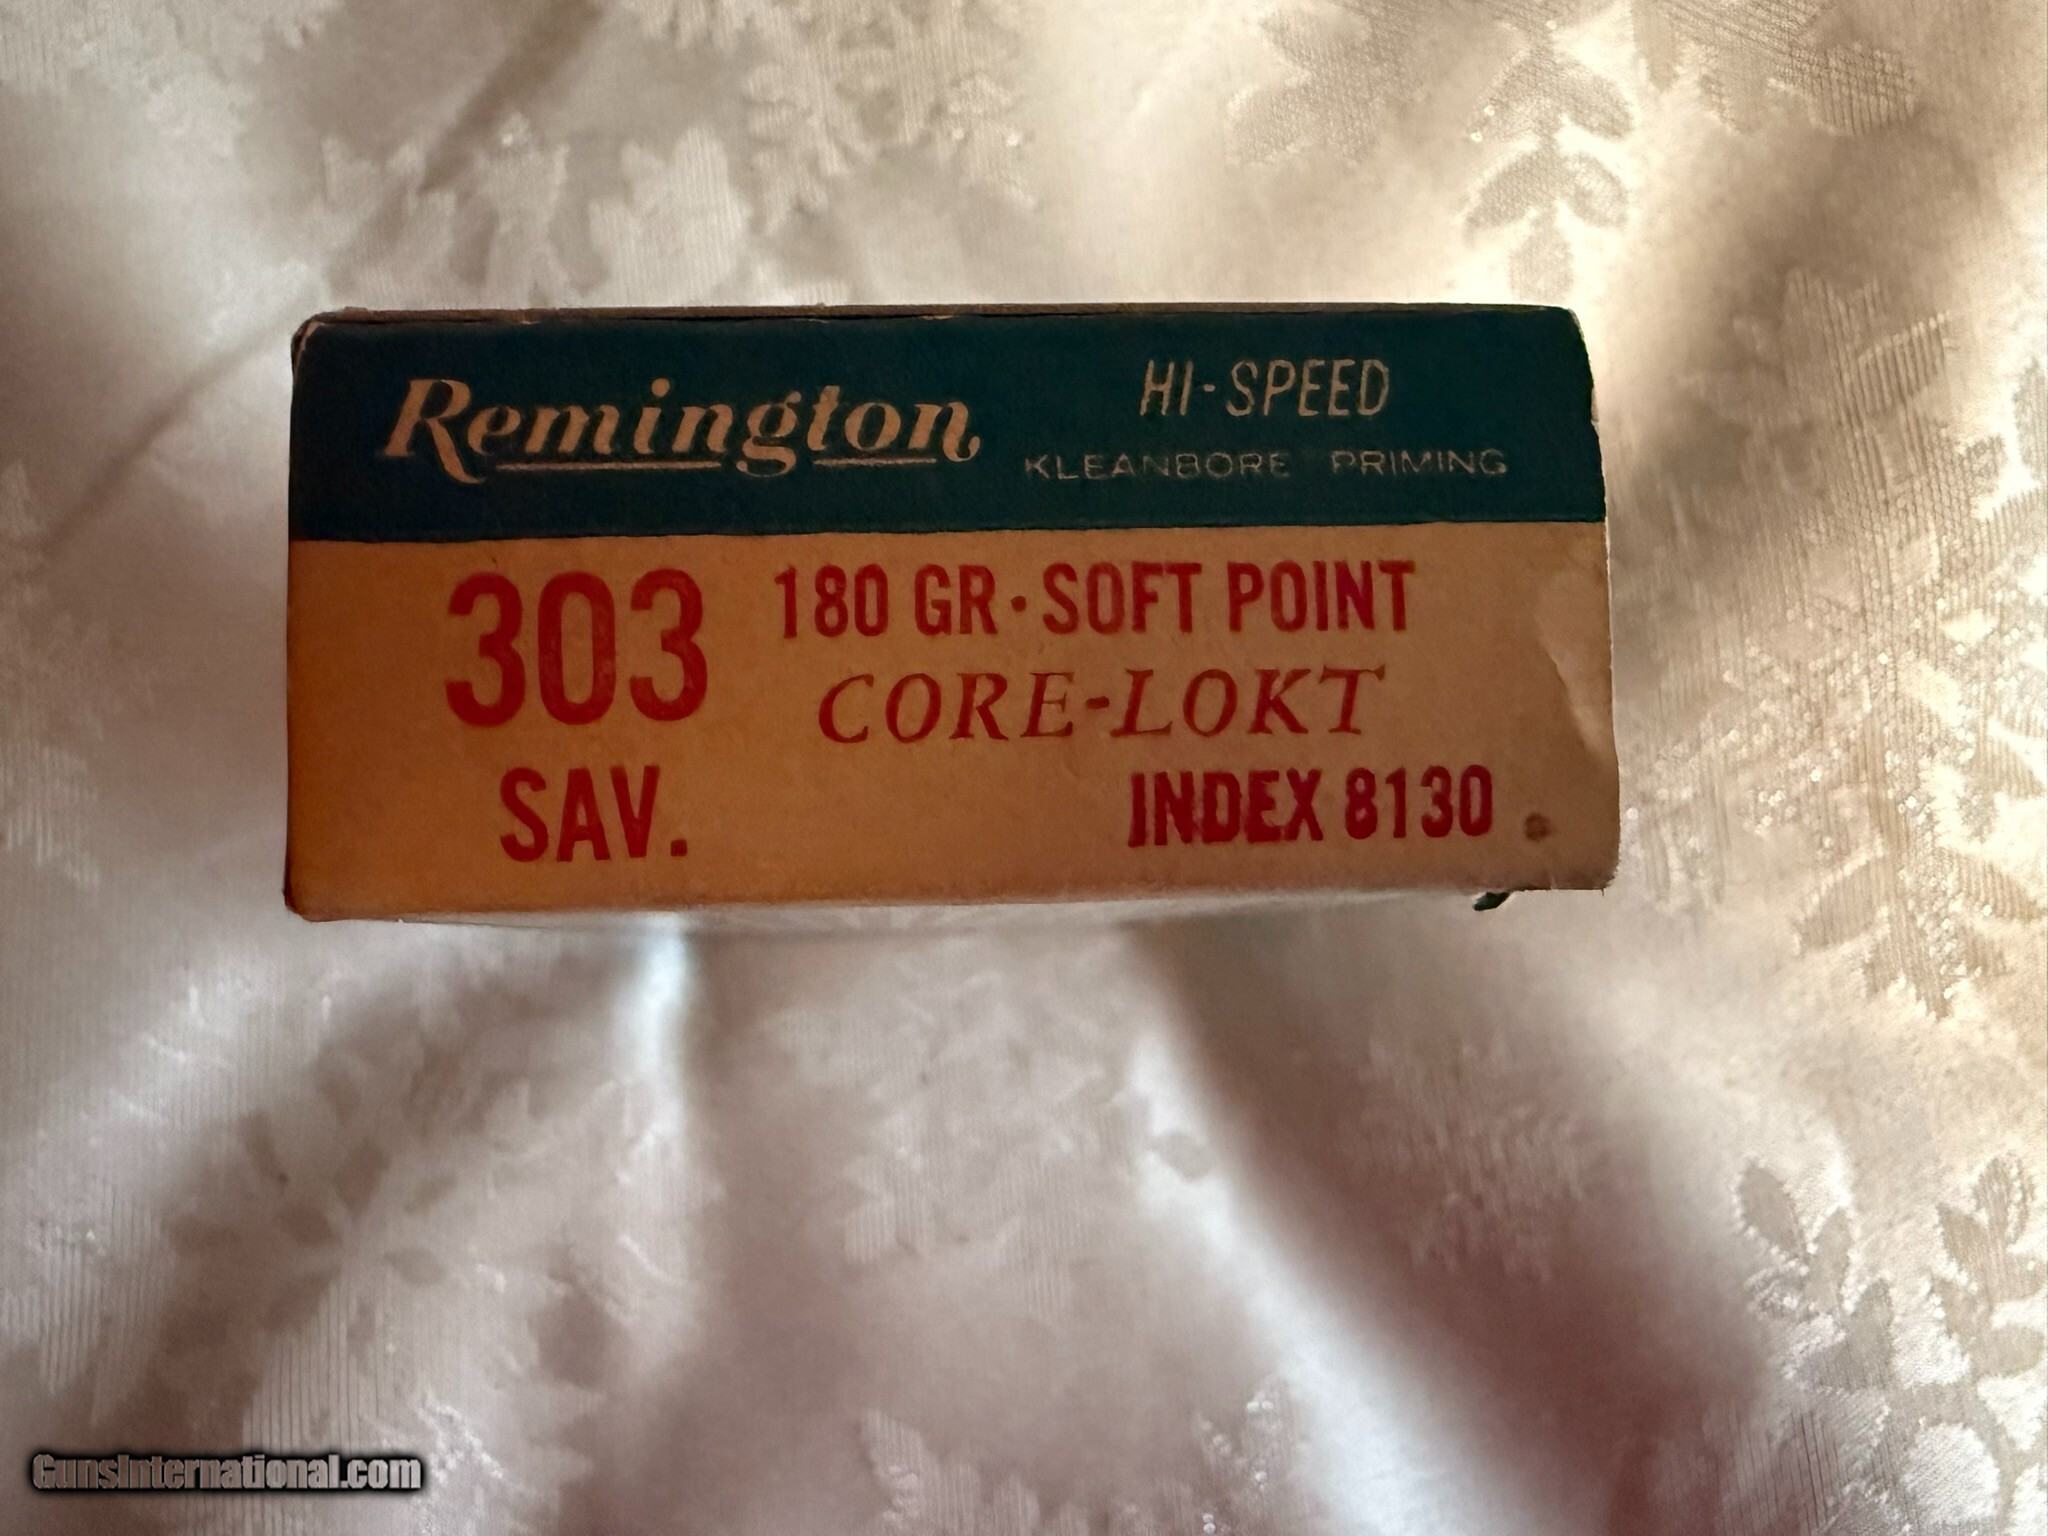 Remington HI-SPEED
KLEANBORE PRIMING
303 180 GR · SOFT POINT
CORE-LOKT
SAV. INDEX 8130
GunsInternational.com